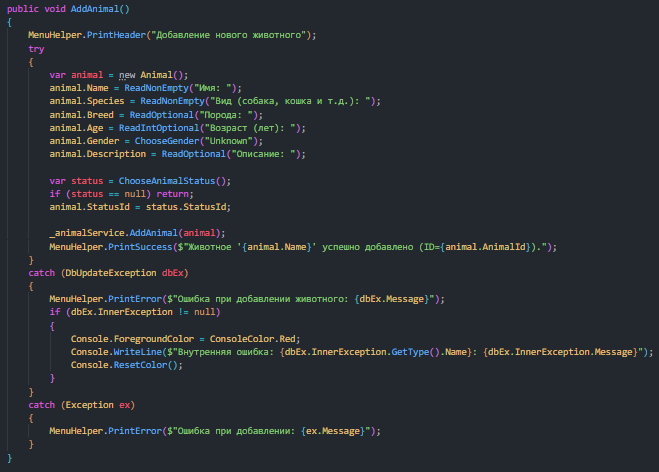 public void AddAnimal()
{
MenuHelper.PrintHeader("Добавление нового животного");
try
{
var animal = new Animal();
animal.Name = ReadNonEmpty("Имя: ");
animal.Species = ReadNonEmpty("Вид (собака, кошка и т.д.): ");
animal.Breed = ReadOptional("Порода: ");
animal.Age = ReadIntOptional("Возраст (лет): ");
animal.Gender = ChooseGender("Unknown");
animal.Description = ReadOptional("Описание: ");
var status = ChooseAnimalStatus();
if (status == null) return;
animal.StatusId = status.StatusId;
_animalService.AddAnimal(animal);
MenuHelper.PrintSuccess($"Животное '{animal.Name}' успешно добавлено (ID={animal.AnimalId}).");
}
catch (DbUpdateException dbEx)
{
MenuHelper.PrintError($"Ошибка при добавлении животного: {dbEx.Message}");
if (dbEx.InnerException != null)
{
Console.ForegroundColor = ConsoleColor.Red;
Console.WriteLine($"Внутренняя ошибка: {dbEx.InnerException.GetType().Name}: {dbEx.InnerException.Message}");
Console.ResetColor();
}
}
catch (Exception ex)
{
MenuHelper.PrintError($"Ошибка при добавлении: {ex.Message}");
}
}